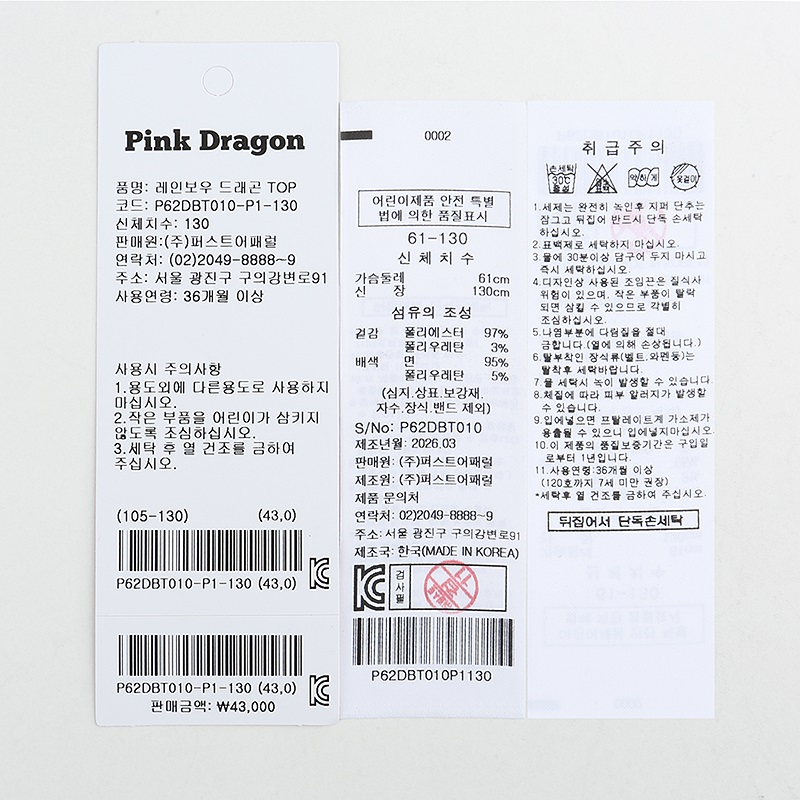 Pink Dragon
품명: 레인보우 드래곤 TOP
코드: P62DBT010-P1-130
신체치수: 130
판매원:(주)퍼스트어패럴
연락처: (02)2049-8888~9
주소: 서울 광진구 구의강변로91
사용연령: 36개월 이상
사용시 주의사항
1.용도외에 다른용도로 사용하지
마십시오.
2.작은 부품을 어린이가 삼키지
않도록 조심하십시오.
3.세탁 후 열 건조를 금하여
주십시오.
(105-130) (43,0)
P62DBT010-P1-130 (43,0)
P62DBT010-P1-130 (43,0)
판매금액: ₩43,000
0002
어린이제품 안전 특별
법에 의한 품질표시
61-130
신체치수
가슴둘레 61cm
신 장 130cm
섬유의 조성
겉감 폴리에스터 97%
폴리우레탄 3%
배색 면 95%
폴리우레탄 5%
(심지.상표.보강재.
자수.장식.밴드 제외)
S/No: P62DBT010
제조년월: 2026.03
판매원: (주)퍼스트어패럴
제조원: (주)퍼스트어패럴
제품 문의처
연락처: 02)2049-8888~9
주소: 서울 광진구 구의강변로91
제조국: 한국(MADE IN KOREA)
검사필
P62DBT010P1130
취급주의
손세탁
30℃
중성
약하게
옷걸이
1.세제는 완전히 녹인후 지퍼 단추는
잠그고 뒤집어 반드시 단독 손세탁
하십시오.
2.표백제로 세탁하지 마십시오.
3.물에 30분이상 담구어 두지 마시고
즉시 세탁하십시오.
4.디자인상 사용된 조임끈은 질식사
위험이 있으며, 작은 부품이 탈락
되면 삼킬 수 있으므로 각별히
조심하십시오.
5.나염부분에 다림질을 절대
금합니다.(열에 의해 손상됩니다.)
6.탈부착인 장식류(벨트.와펜등)는
탈착후 세탁바랍니다.
7.물 세탁시 녹이 발생할 수 있습니다.
8.체질에 따라 피부 알러지가 발생할
수 있습니다.
9.입에넣으면 프탈레이트계 가소제가
용출될 수 있으니 입에넣지마십시오.
10.이 제품의 품질보증기간은 구입일
로부터 1년입니다.
11.사용연령:36개월 이상
(120호까지 7세 미만 권장)
*세탁후 열 건조를 금하여 주십시오.
뒤집어서 단독손세탁